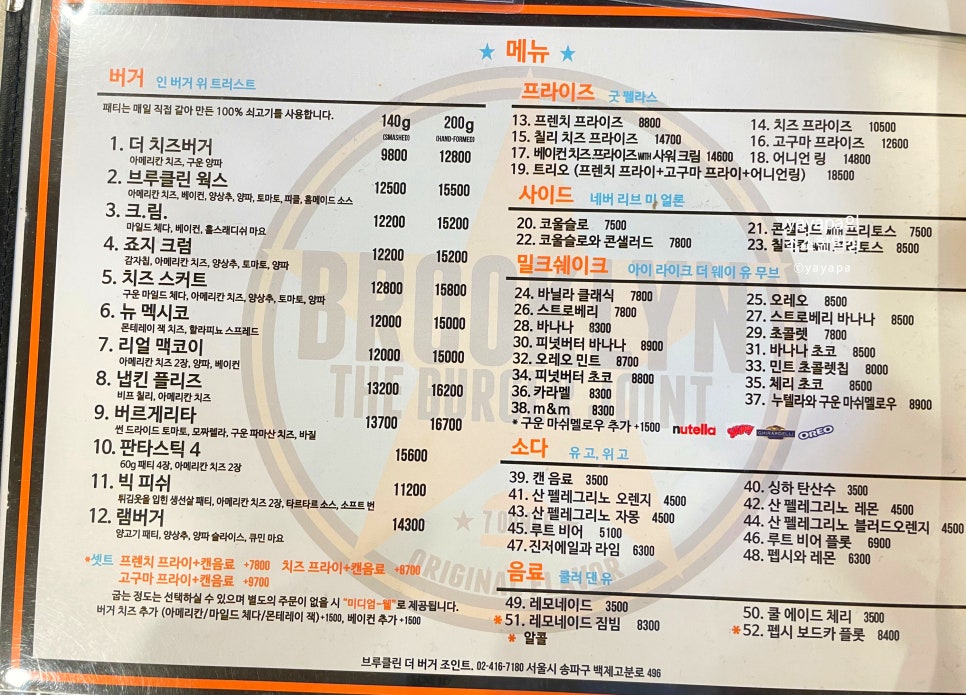 ★ 메뉴 ★
버거 인 버거 위 트러스트
패티는 매일 직접 갈아 만든 100% 쇠고기를 사용합니다.
140g 200g
(SMASHED) (HAND-FORMED)
1. 더 치즈버거 9800 12800
아메리칸 치즈, 구운 양파
2. 브루클린 웍스 12500 15500
아메리칸 치즈, 베이컨, 양상추, 양파, 토마토, 피클, 홈메이드 소스
3. 크.림. 12200 15200
마일드 체다, 베이컨, 홀스래디쉬 마요
4. 죠지 크럼 12200 15200
감자칩, 아메리칸 치즈, 양상추, 토마토, 양파
5. 치즈 스커트 12800 15800
구운 마일드 체다, 아메리칸 치즈, 양상추, 토마토, 양파
6. 뉴 멕시코 12000 15000
몬테레이 잭 치즈, 할라피뇨 스프레드
7. 리얼 맥코이 12000 15000
아메리칸 치즈 2장, 양파, 베이컨
8. 냅킨 플리즈 13200 16200
비프 칠리, 아메리칸 치즈
9. 버르게리타 13700 16700
썬 드라이드 토마토, 모짜렐라, 구운 파마산 치즈, 바질
10. 판타스틱 4 15600
60g 패티 4장, 아메리칸 치즈 2장
11. 빅 피쉬 11200
튀김옷을 입힌 생선살 패티, 아메리칸 치즈 2장, 타르타르 소스, 소프트 번
12. 램버거 14300
양고기 패티, 양상추, 양파 슬라이스, 큐민 마요
*셋트 프렌치 프라이+캔음료 +7800 치즈 프라이+캔음료 +8700
고구마 프라이+캔음료 +9700
굽는 정도는 선택하실 수 있으며 별도의 주문이 없을 시 "미디엄-웰"로 제공됩니다.
버거 치즈 추가 (아메리칸/마일드 체다/몬테레이 잭)+1500, 베이컨 추가 +1500
프라이즈 굿 펠라스
13. 프렌치 프라이즈 8800 14. 치즈 프라이즈 10500
15. 칠리 치즈 프라이즈 14700 16. 고구마 프라이즈 12600
17. 베이컨 치즈 프라이즈 WITH 사워크림 14600 18. 어니언 링 14800
19. 트리오 (프렌치 프라이+고구마 프라이+어니언링) 18500
사이드 네버 리브 미 얼론
20. 코울슬로 7500 21. 콘 7500
22. 코울슬로와 콘샐러드 7800 23. 칠리 8500
©yayapa
밀크쉐이크 아이 라이크 더 웨이 유 무브
24. 바닐라 클래식 7800 25. 오레오 8500
26. 스트로베리 7800 27. 스트로베리 바나나 8500
28. 바나나 8300 29. 초콜렛 7800
30. 피넛버터 바나나 8900 31. 바나나 초코 8500
32. 오레오 민트 8700 33. 민트 초콜렛칩 8000
34. 피넛버터 초코 8800 35. 체리 초코 8500
36. 카라멜 8300 37. 누텔라와 구운 마쉬멜로우 8900
38. m&m 8300
* 구운 마쉬멜로우 추가 +1500 nutella GHIRARDELLI OREO
소다 유 고, 위 고
39. 캔 음료 3500 40. 싱하 탄산수 3500
41. 산 펠레그리노 오렌지 4500 42. 산 펠레그리노 레몬 4500
43. 산 펠레그리노 자몽 4500 44. 산 펠레그리노 블러드오렌지 4500
45. 루트 비어 5100 46. 루트 비어 플롯 6900
47. 진저에일과 라임 6300 48. 펩시와 레몬 6300
음료 쿨러 댄 유
49. 레모네이드 3500 50. 쿨 에이드 체리 3500
*51. 레모네이드 짐빔 8300 *52. 펩시 보드카 플롯 8400
* 알콜
브루클린 더 버거 조인트. 02-416-7180 서울시 송파구 백제고분로 496
BROOKLYN
THE BURGER JOINT
ORIGINAL FLAVOR